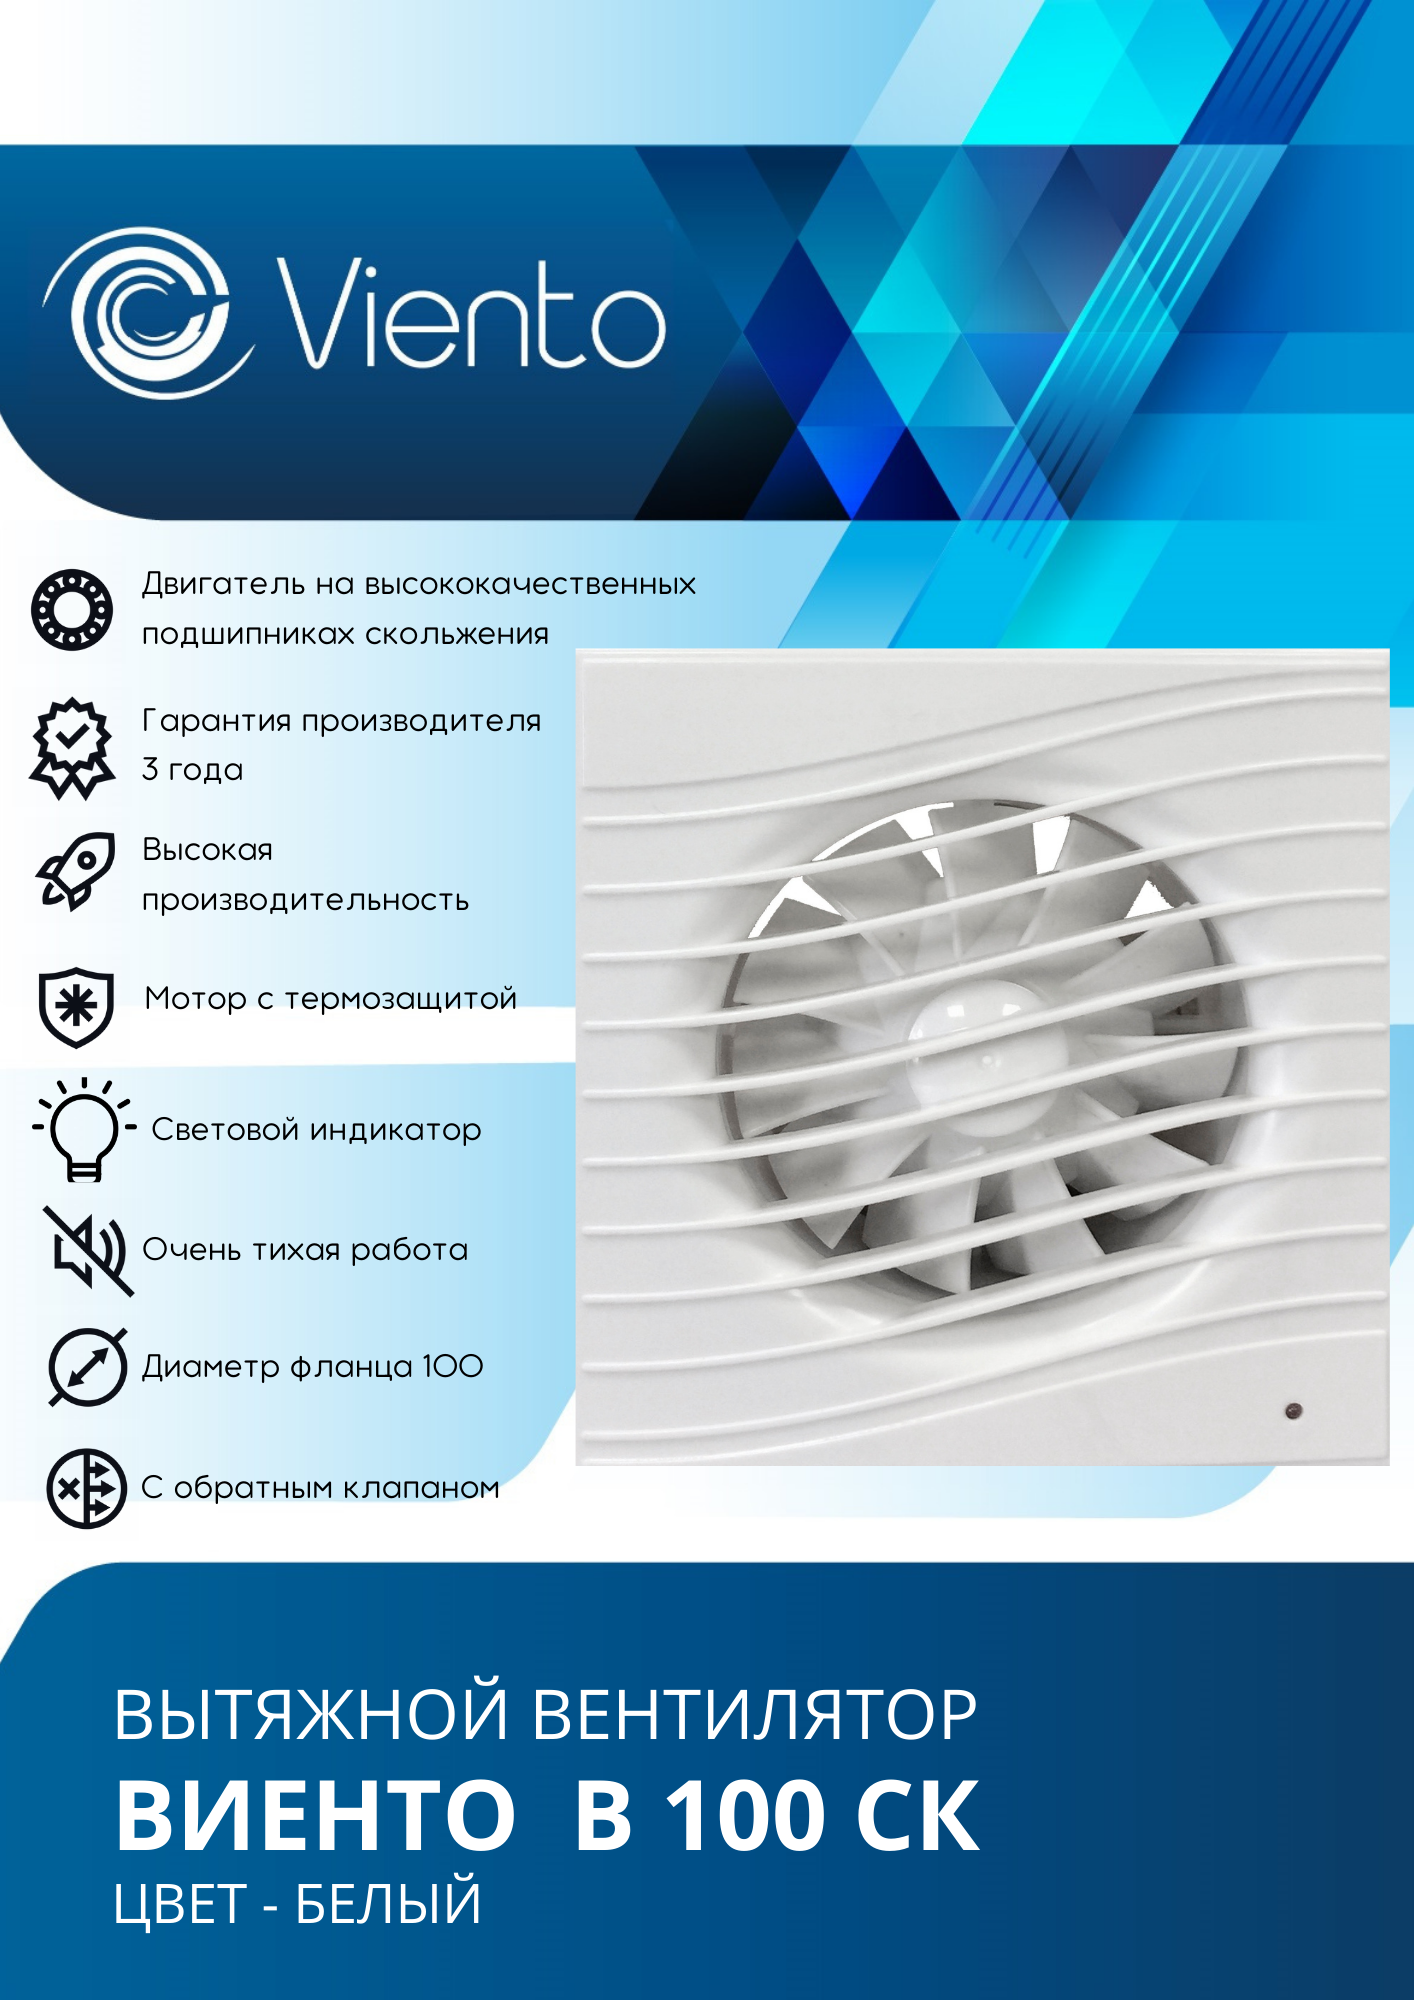 Viento
Двигатель на высококачественных
подшипниках скольжения
Гарантия производителя
3 года
Высокая
производительность
Мотор с термозащитой
Световой индикатор
Очень тихая работа
Диаметр фланца 100
С обратным клапаном
ВЫТЯЖНОЙ ВЕНТИЛЯТОР
ВИЕНТО В 100 СК
ЦВЕТ - БЕЛЫЙ